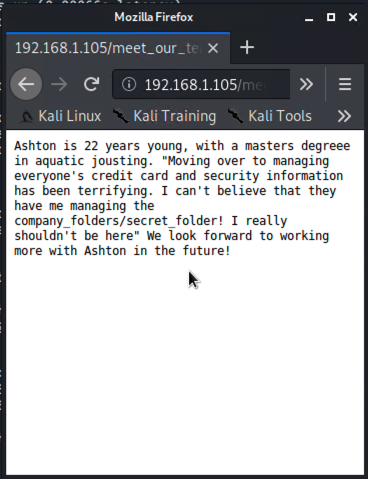 Mozilla Firefox
192.168.1.105/meet_our_te
192.168.1.105/me
Kali Linux Kali Training Kali Tools
Ashton is 22 years young, with a masters degreee
in aquatic jousting. "Moving over to managing
everyone's credit card and security information
has been terrifying. I can't believe that they
have me managing the
company_folders/secret_folder! I really
shouldn't be here" We look forward to working
more with Ashton in the future!